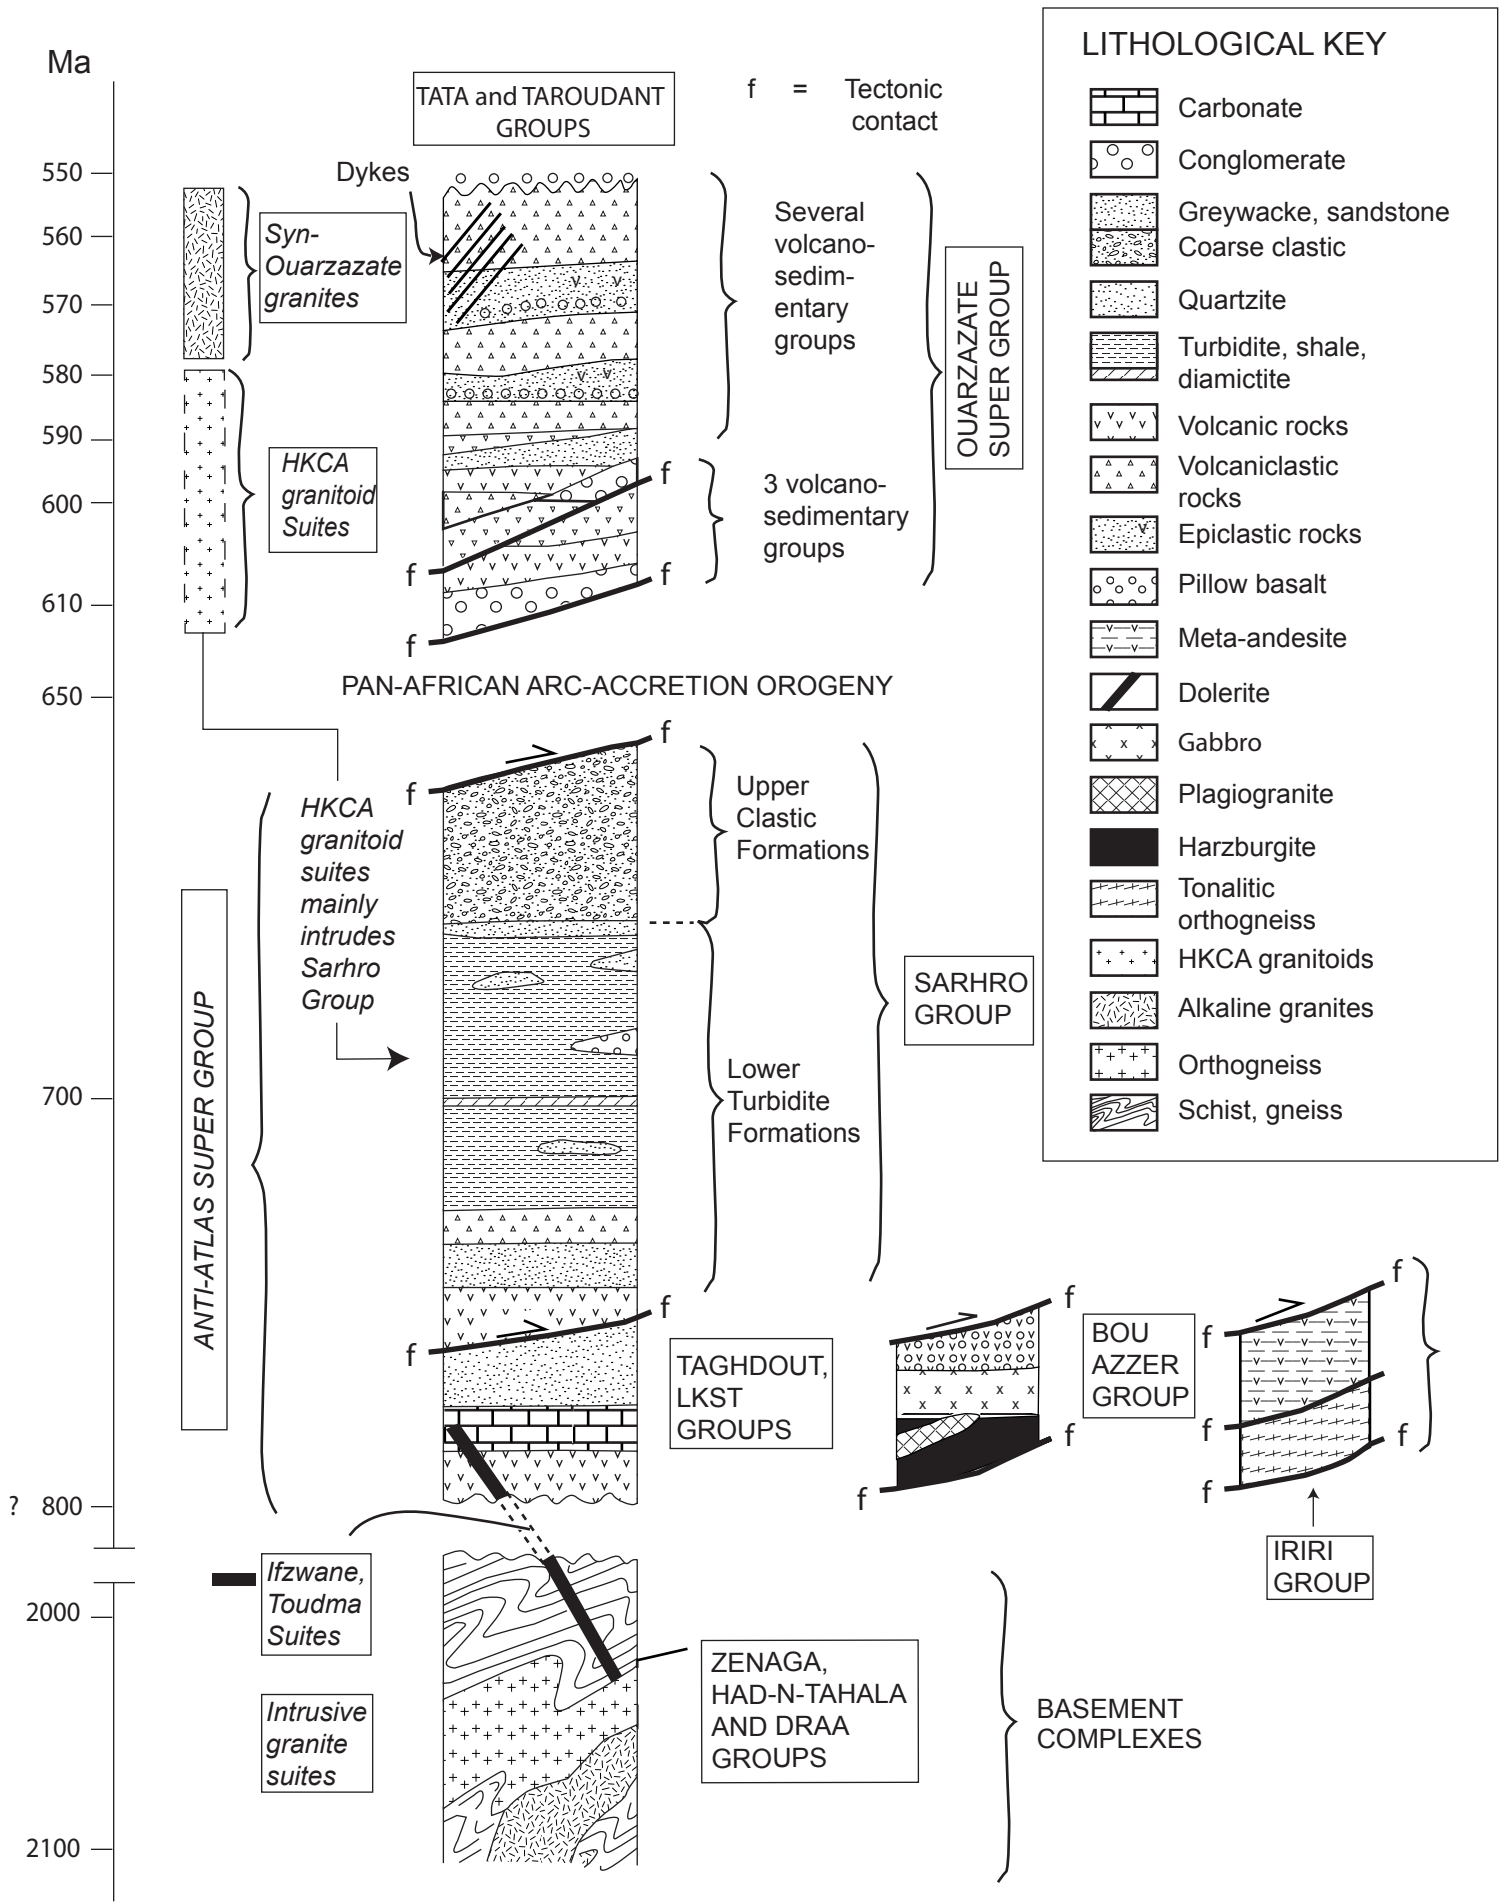 Ma
550
560
570
580
590
600
610
650
700
? 800
2000
2100
TATA and TAROUDANT
GROUPS
f = Tectonic
contact
Dykes
Syn-
Ouarzazate
granites
HKCA
granitoid
Suites
Several
volcano-
sedim-
entary
groups
3 volcano-
sedimentary
groups
OUARZAZATE
SUPER GROUP
f
f
f
f
PAN-AFRICAN ARC-ACCRETION OROGENY
f
f
HKCA
granitoid
suites
mainly
intrudes
Sarhro
Group
ANTI-ATLAS SUPER GROUP
Upper
Clastic
Formations
Lower
Turbidite
Formations
SARHRO
GROUP
f
f
TAGHDOUT,
LKST
GROUPS
f
f
f
BOU
AZZER
GROUP
f
f
f
f
f
IRIRI
GROUP
Ifzwane,
Toudma
Suites
Intrusive
granite
suites
ZENAGA,
HAD-N-TAHALA
AND DRAA
GROUPS
BASEMENT
COMPLEXES
LITHOLOGICAL KEY
Carbonate
Conglomerate
Greywacke, sandstone
Coarse clastic
Quartzite
Turbidite, shale,
diamictite
Volcanic rocks
Volcaniclastic
rocks
Epiclastic rocks
Pillow basalt
Meta-andesite
Dolerite
Gabbro
Plagiogranite
Harzburgite
Tonalitic
orthogneiss
HKCA granitoids
Alkaline granites
Orthogneiss
Schist, gneiss